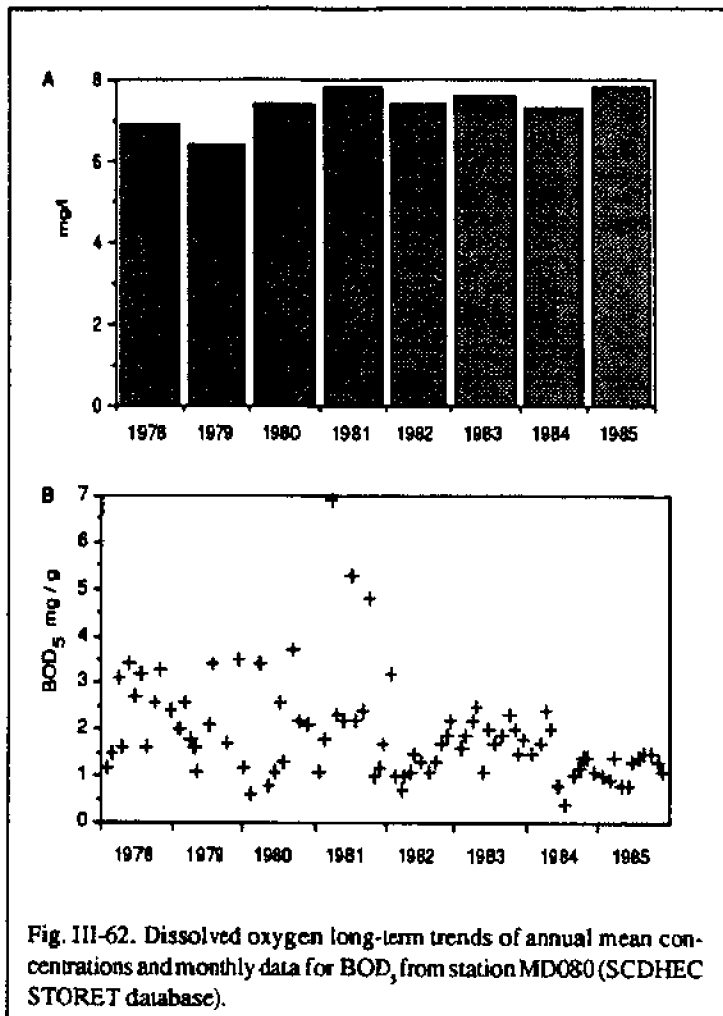 A
8
6
mg/l
4
2
0
1978 1979 1980 1981 1982 1983 1984 1985
B
7
6
5
BOD5 mg / g
4
3
2
1
0
1978 1979 1980 1981 1982 1983 1984 1985
Fig. III-62. Dissolved oxygen long-term trends of annual mean con-
centrations and monthly data for BOD5 from station MD080 (SCDHEC
STORET database).